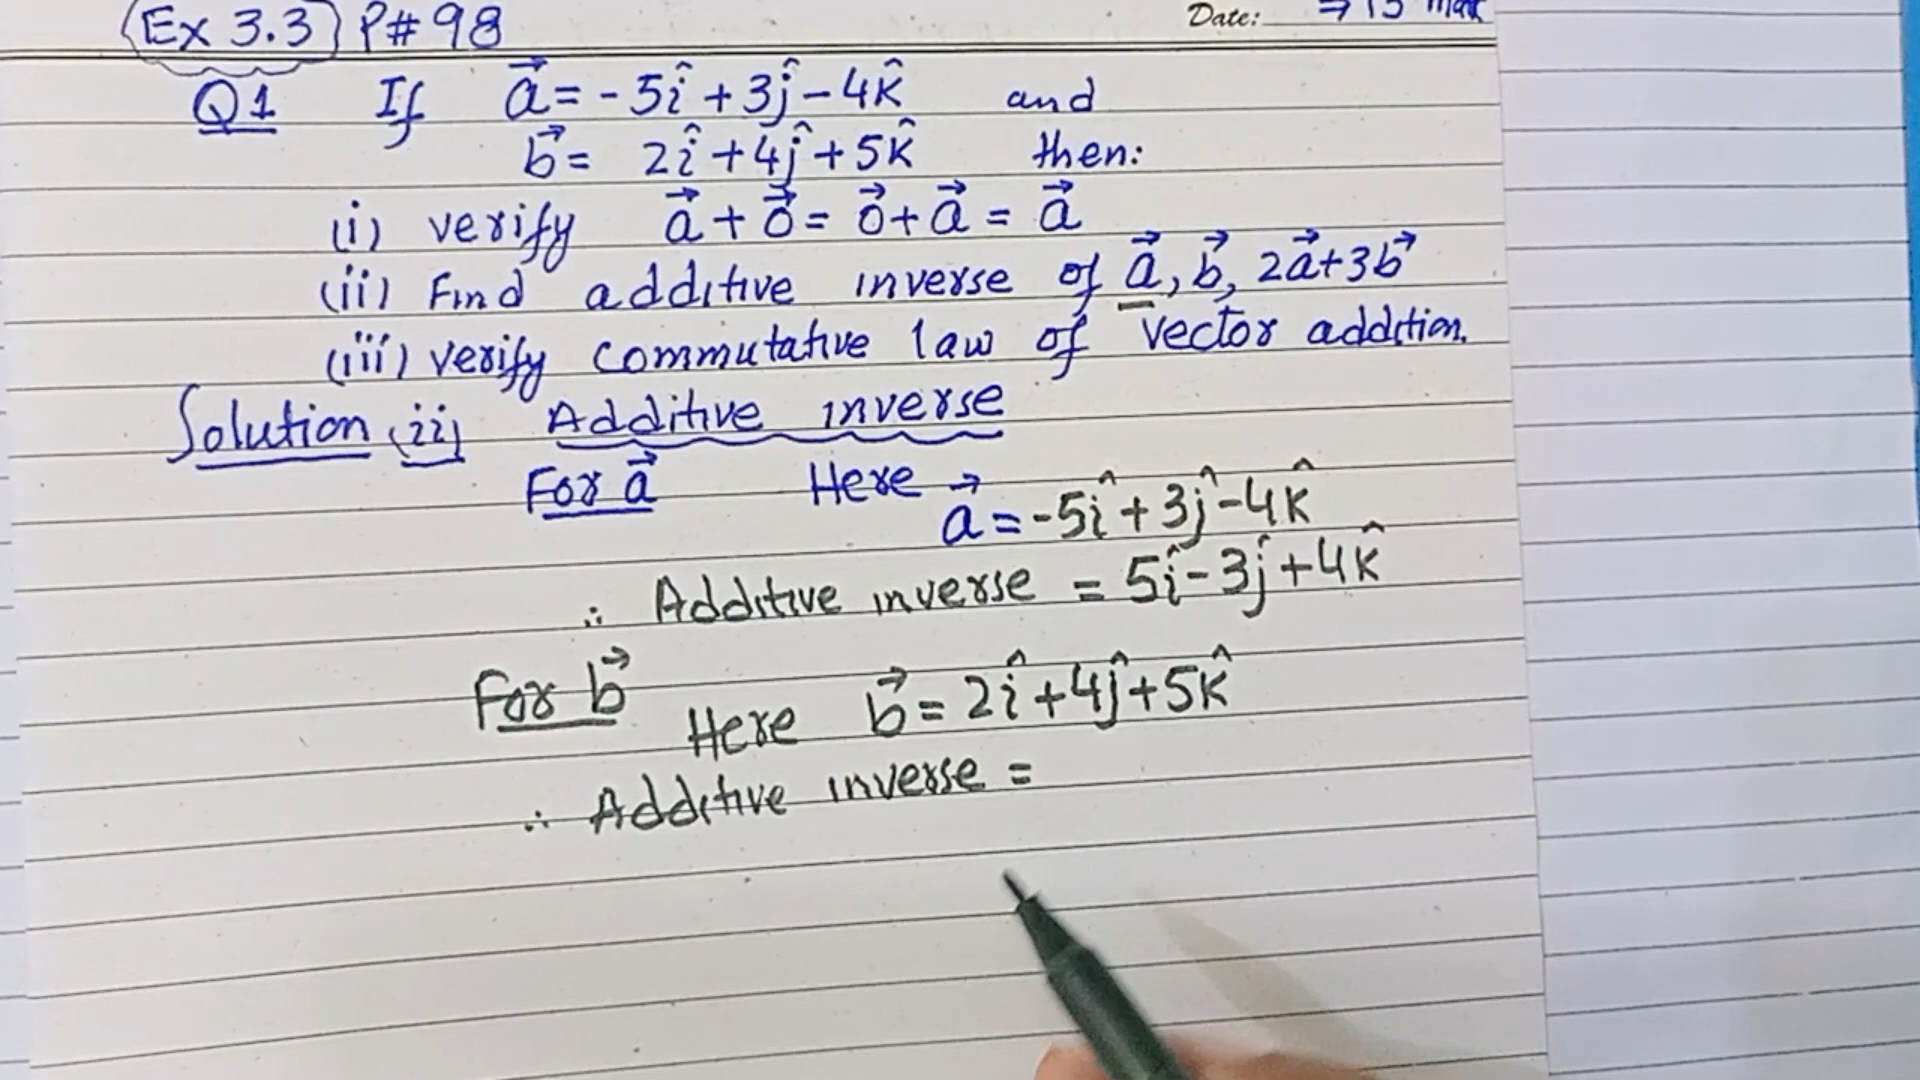 Ex 3.3 P# 98
Date: ⇒ 15
Q1 If a⃗ = -5î + 3ĵ - 4k̂ and
b⃗ = 2î + 4ĵ + 5k̂ then:
(i) verify a⃗ + 0⃗ = 0⃗ + a⃗ = a⃗
(ii) Find additive inverse of a⃗, b⃗, 2a⃗+3b⃗
(iii) verify commutative law of vector addition.
Solution (ii) Additive inverse
For a⃗ Here a⃗ = -5î + 3ĵ - 4k̂
∴ Additive inverse = 5î - 3ĵ + 4k̂
For b⃗ Here b⃗ = 2î + 4ĵ + 5k̂
∴ Additive inverse =